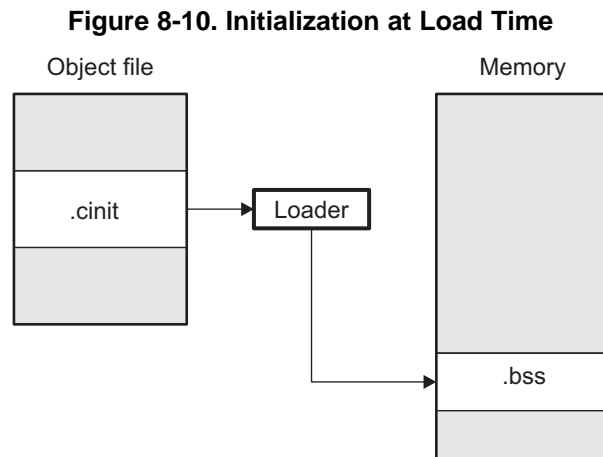 Figure 8-10. Initialization at Load Time
Object file
Memory
.cinit
Loader
.bss